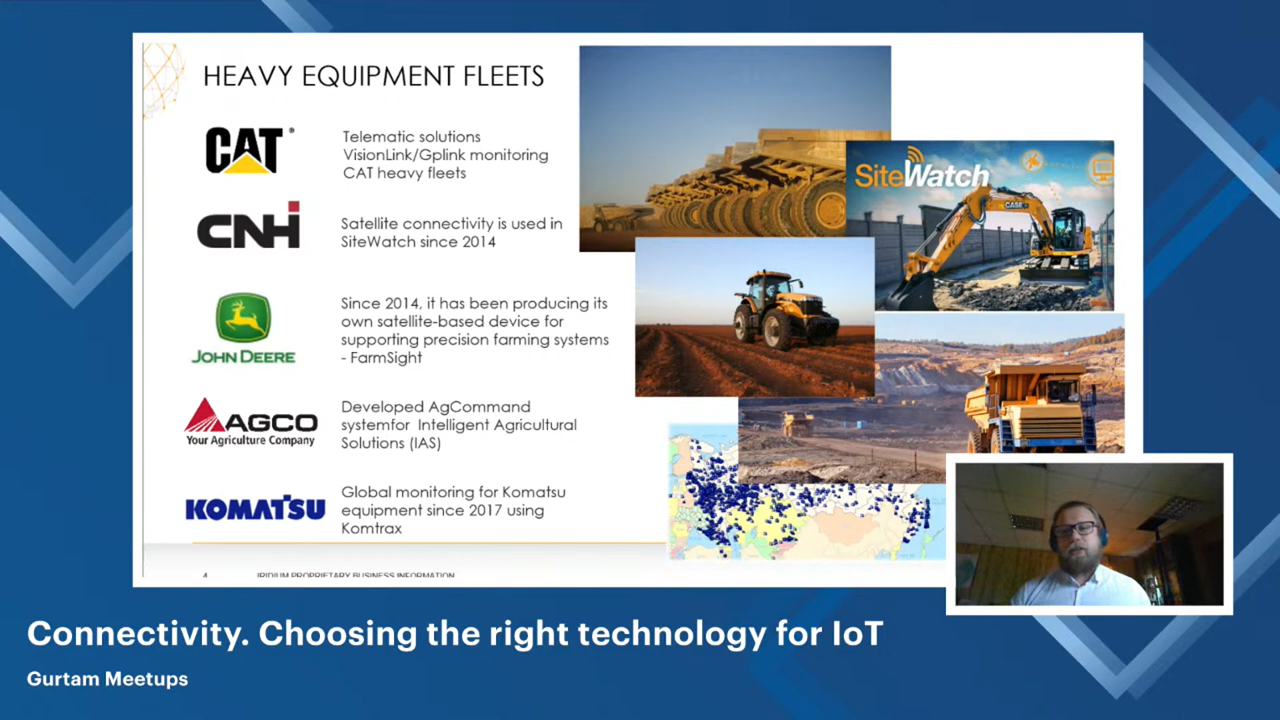 HEAVY EQUIPMENT FLEETS
CAT
Telematic solutions
VisionLink/Gplink monitoring
CAT heavy fleets
CNH
Satellite connectivity is used in
SiteWatch since 2014
JOHN DEERE
Since 2014, it has been producing its
own satellite-based device for
supporting precision farming systems
- FarmSight
AGCO
Your Agriculture Company
Developed AgCommand
systemfor Intelligent Agricultural
Solutions (IAS)
KOMATSU
Global monitoring for Komatsu
equipment since 2017 using
Komtrax
SiteWatch
CASE
4
IRIDIUM PROPRIETARY BUSINESS INFORMATION
Connectivity. Choosing the right technology for IoT
Gurtam Meetups